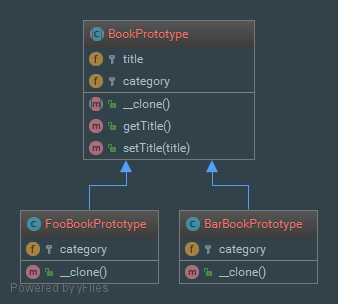 BookPrototype
title
category
__clone()
getTitle()
setTitle(title)
FooBookPrototype
category
__clone()
BarBookPrototype
category
__clone()
Powered by yFiles